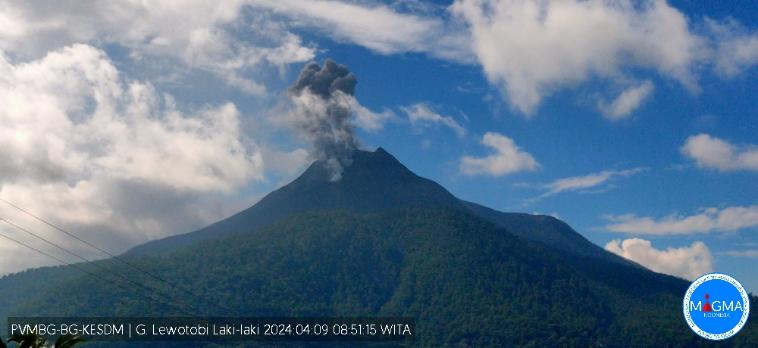 PVMBG-BG-KESDM | G. Lewotobi Laki-laki 2024-04-09 08:51:15 WITA
MAGMA
INDONESIA